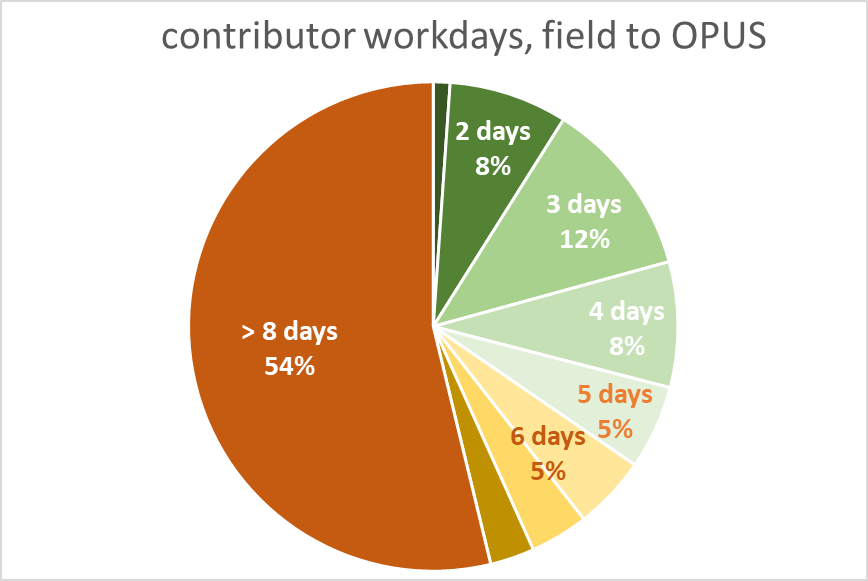 contributor workdays, field to OPUS
2 days
8%
3 days
12%
4 days
8%
5 days
5%
6 days
5%
> 8 days
54%